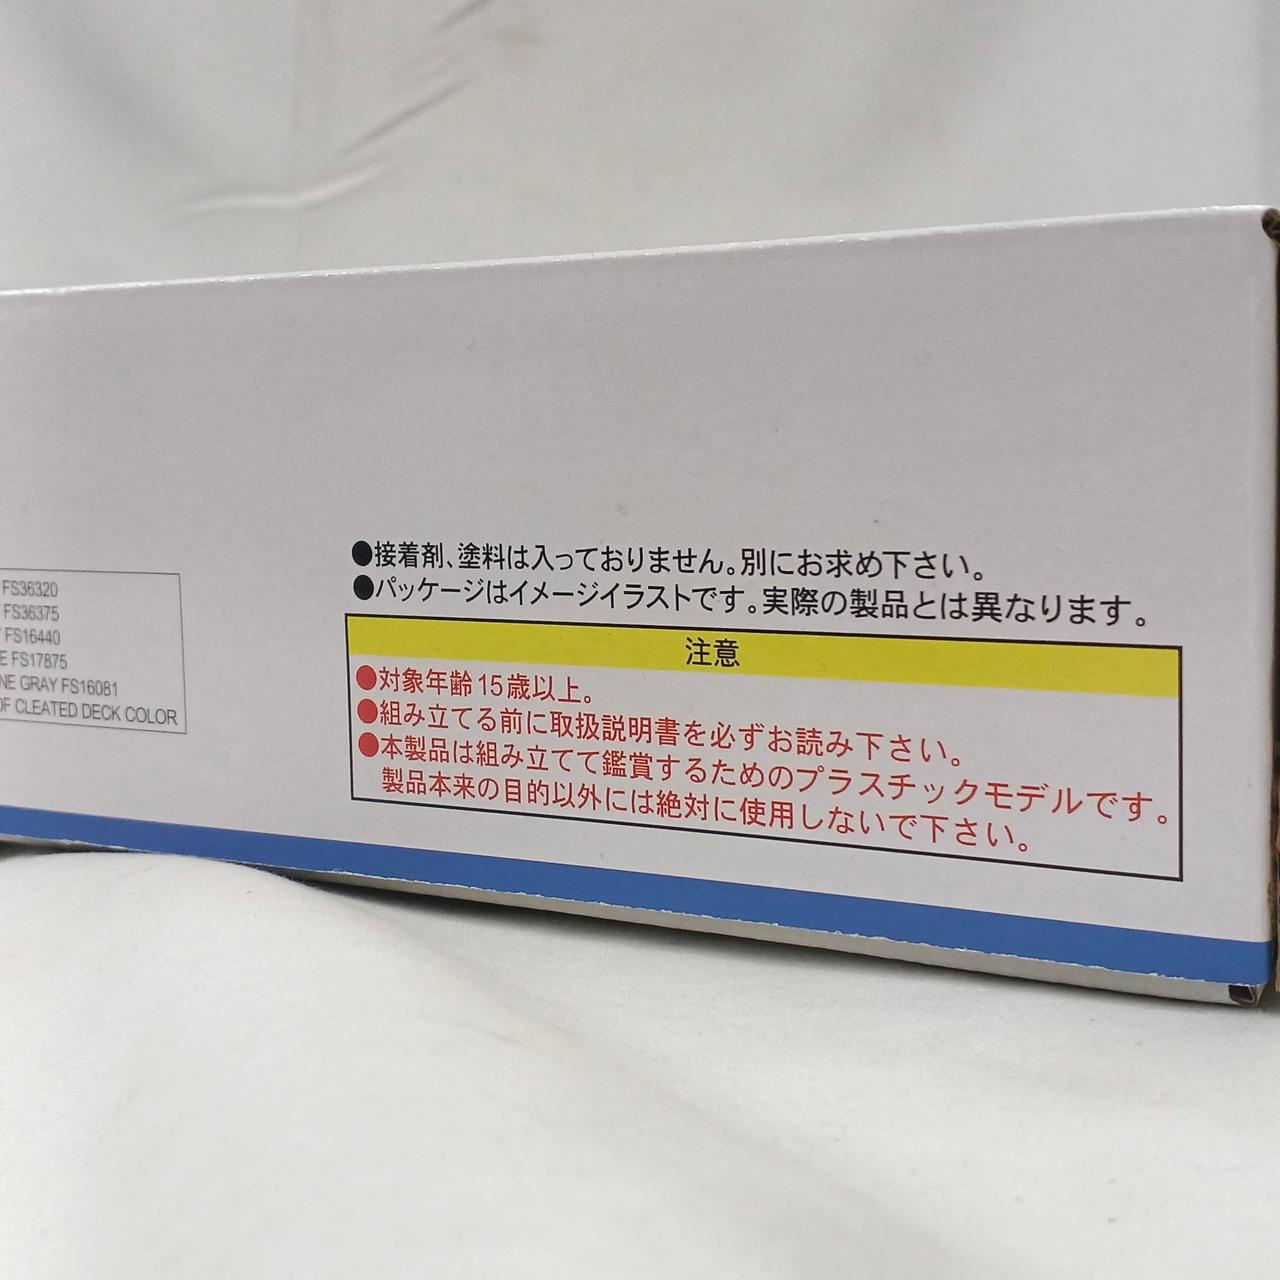 FS36320
FS36375
FS16440
FS17875
GRAY FS16081
CLEATED DECK COLOR
●接着剤、塗料は入っておりません。別にお求め下さい。
●パッケージはイメージイラストです。実際の製品とは異なります。
注意
●対象年齢15歳以上。
●組み立てる前に取扱説明書を必ずお読み下さい。
●本製品は組み立てて鑑賞するためのプラスチックモデルです。
製品本来の目的以外には絶対に使用しないで下さい。